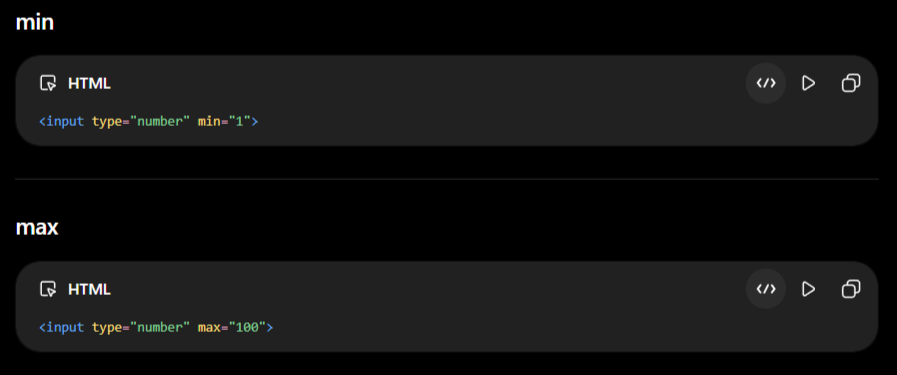 min
HTML
<input type="number" min="1">
max
HTML
<input type="number" max="100">